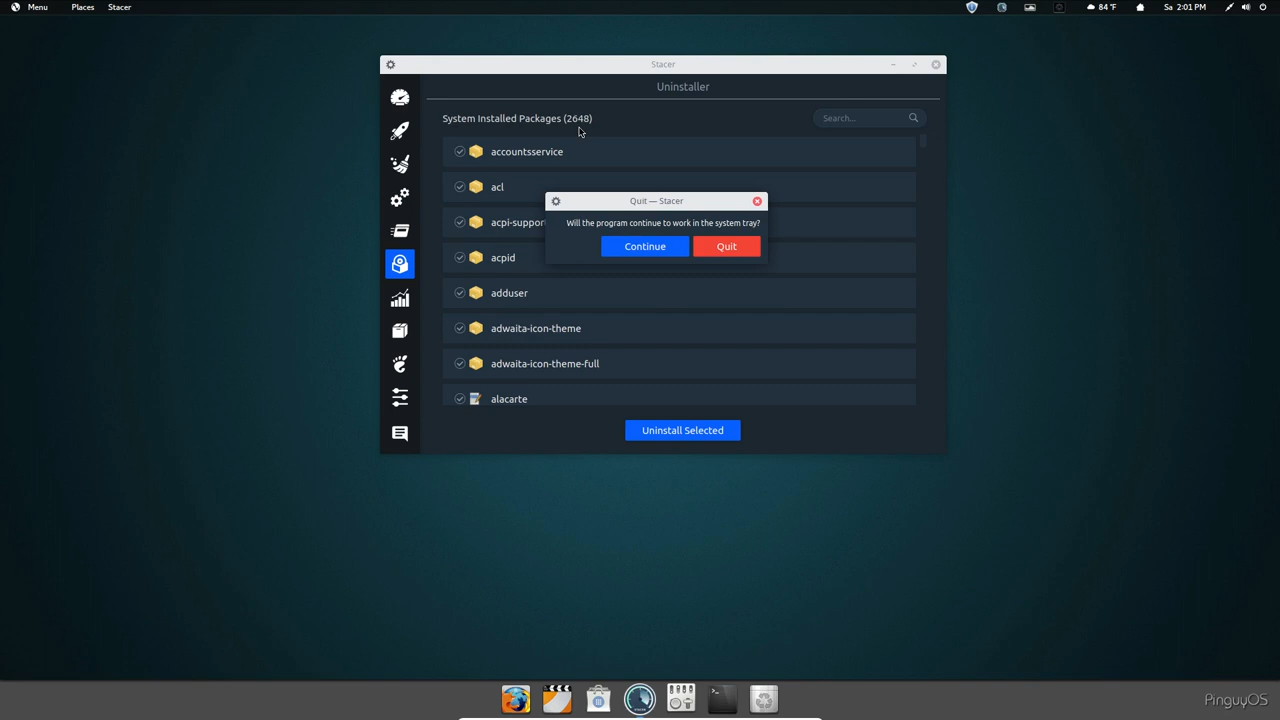 Menu Places Stacer 84 °F Sa 2:01 PM
Stacer
Uninstaller
System Installed Packages (2648)
Search...
accountsservice
acl
Quit — Stacer
acpi-suppor
Will the program continue to work in the system tray?
Continue Quit
acpid
adduser
adwaita-icon-theme
adwaita-icon-theme-full
alacarte
Uninstall Selected
PinguyOS